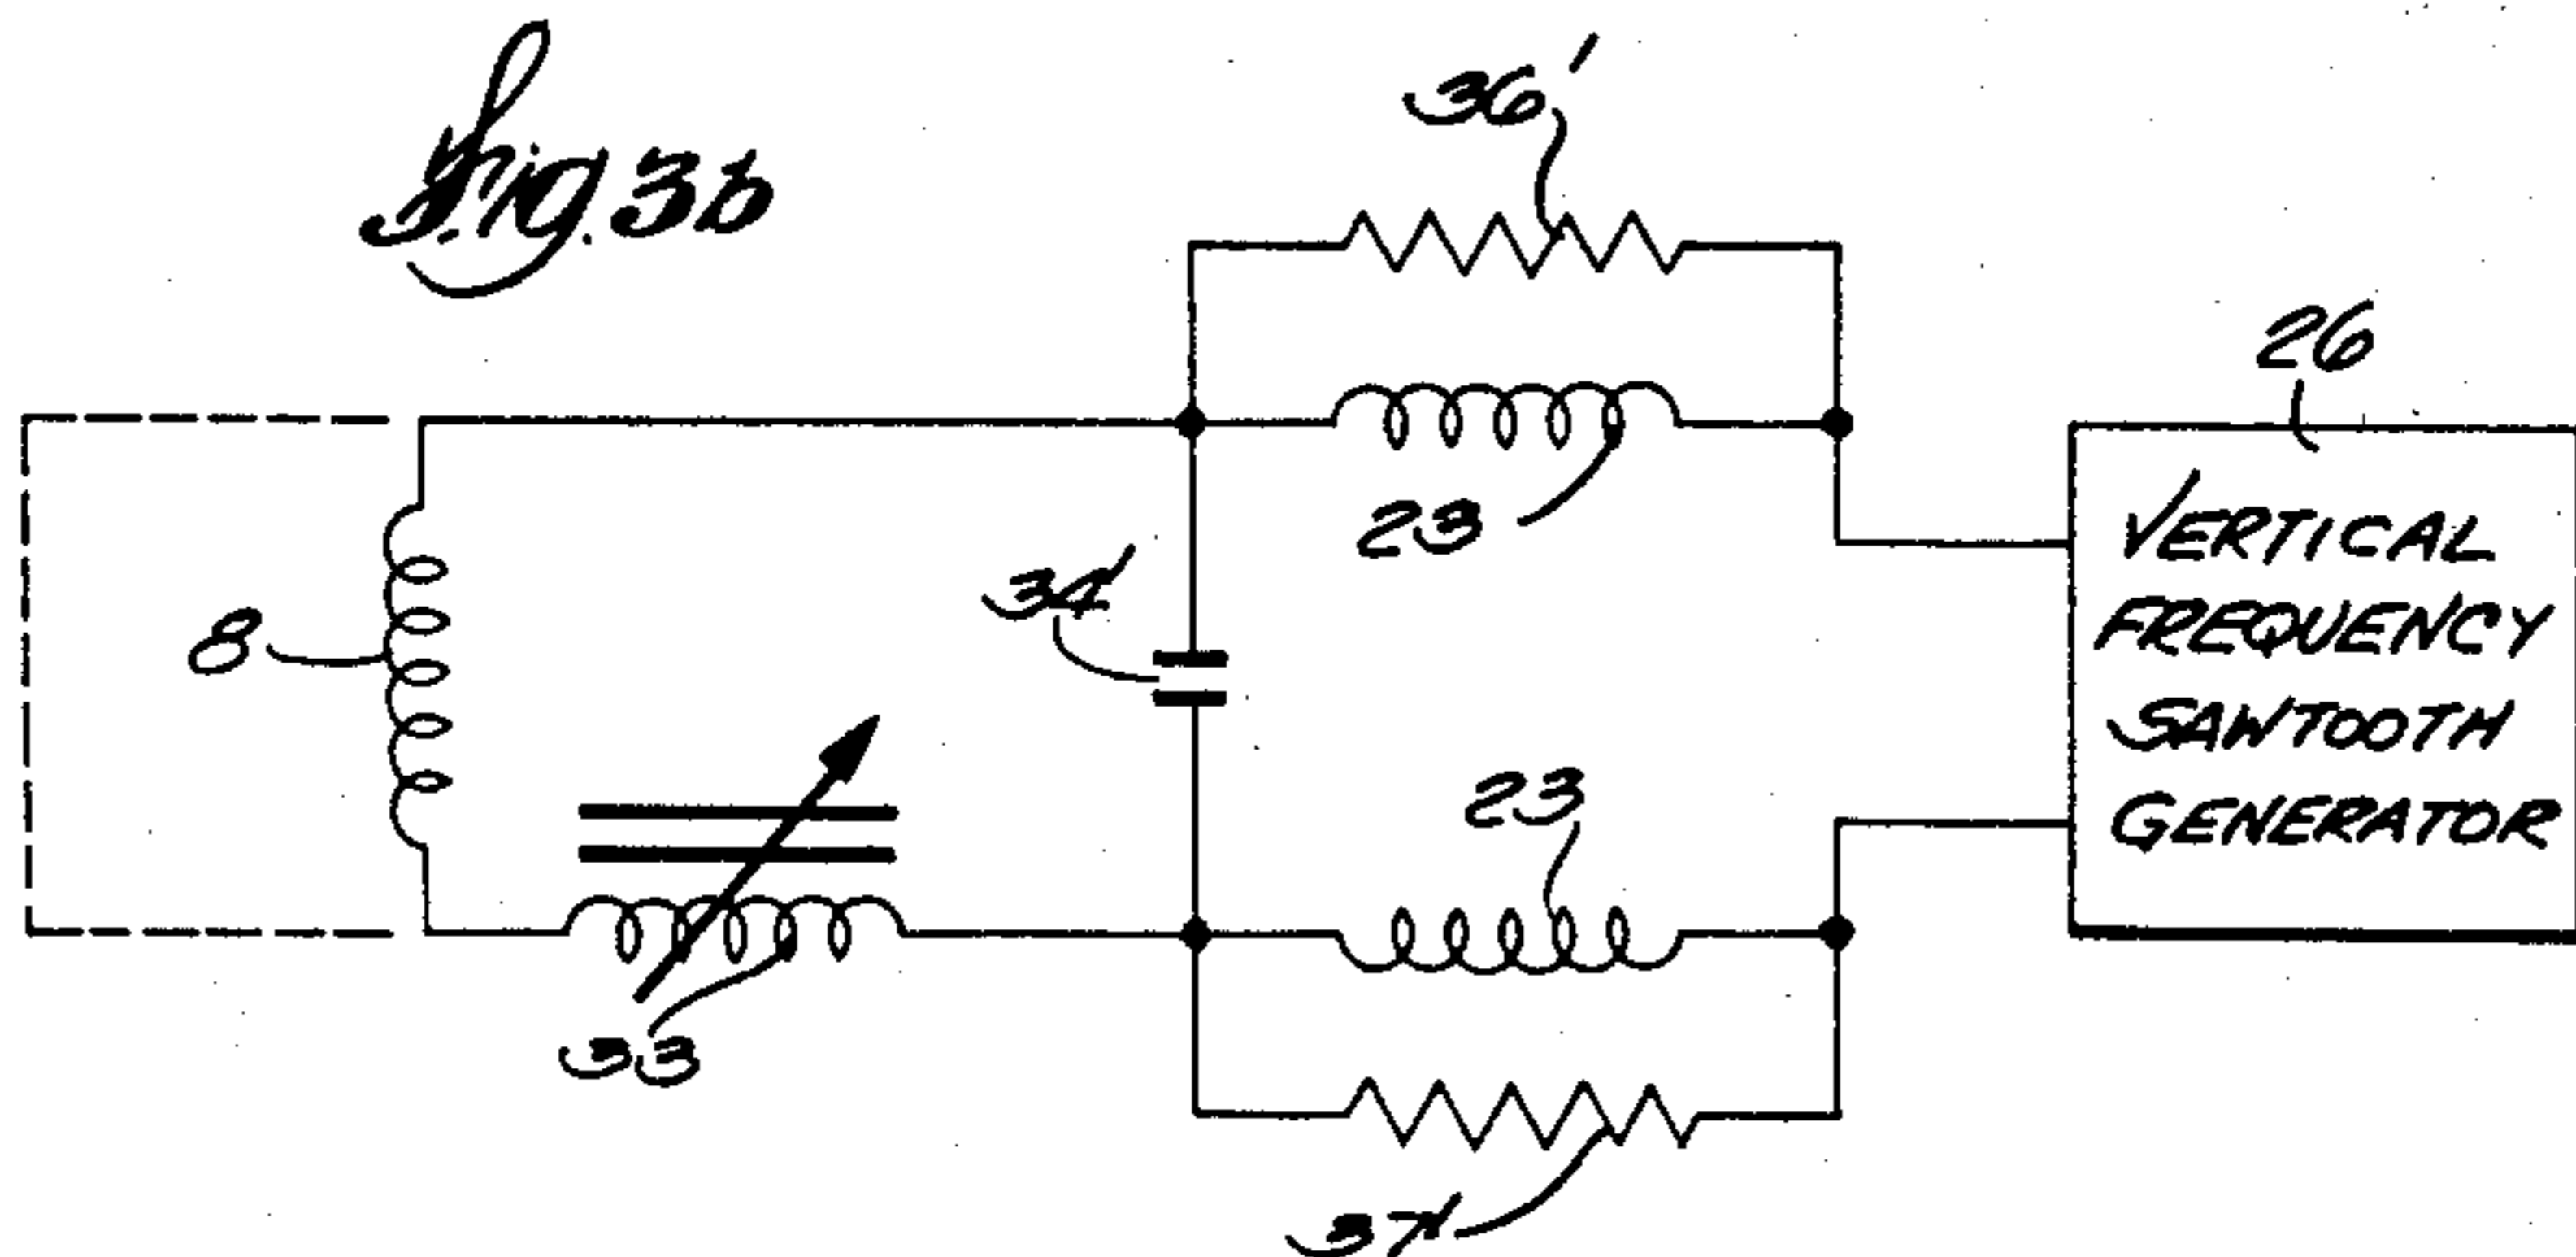 Fig. 3b
36'
26
23
VERTICAL
FREQUENCY
SAWTOOTH
GENERATOR
34'
8
23
33
37'